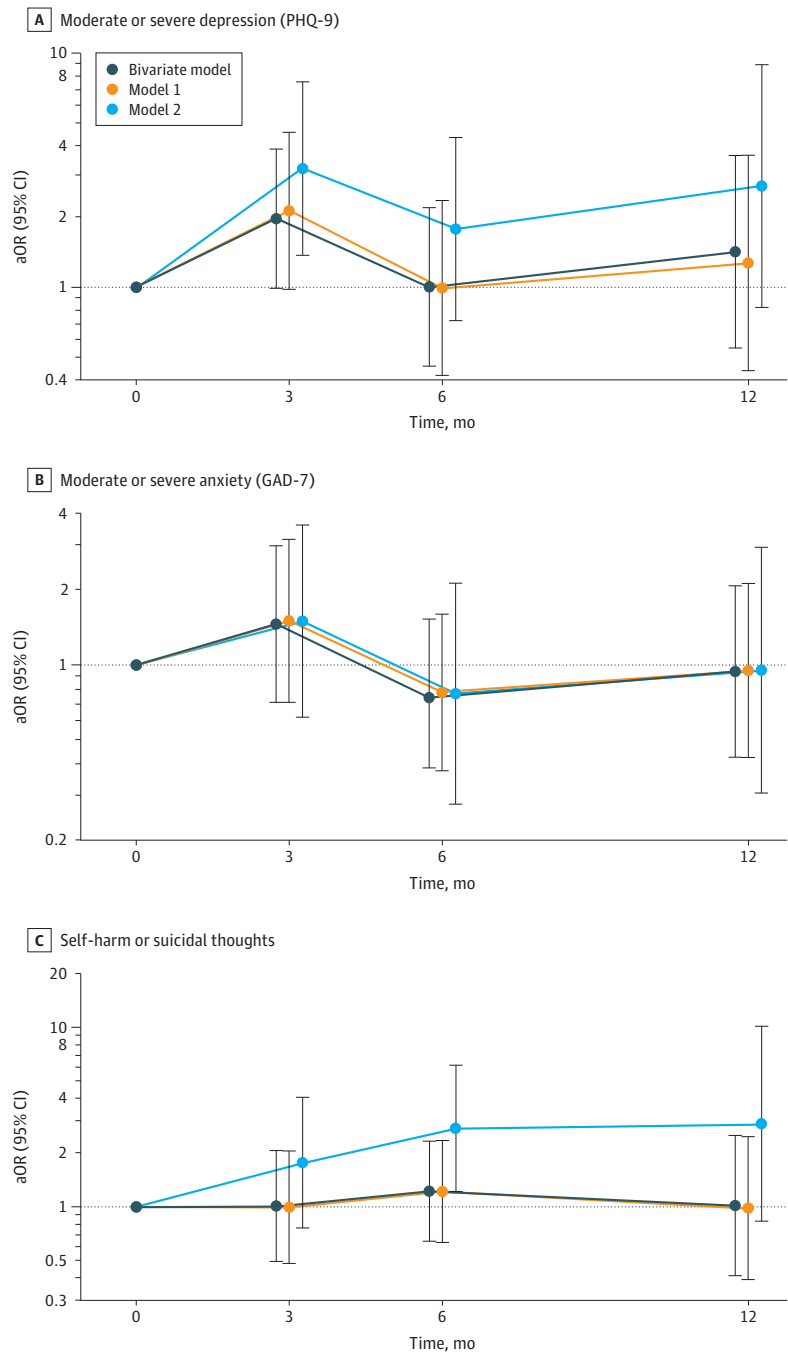 A Moderate or severe depression (PHQ-9)
10
8
4
2
1
0.4
aOR (95% CI)
Bivariate model
Model 1
Model 2
0 3 6 12
Time, mo
B Moderate or severe anxiety (GAD-7)
4
2
1
0.2
aOR (95% CI)
0 3 6 12
Time, mo
C Self-harm or suicidal thoughts
20
10
8
4
2
1
0.5
0.3
aOR (95% CI)
0 3 6 12
Time, mo